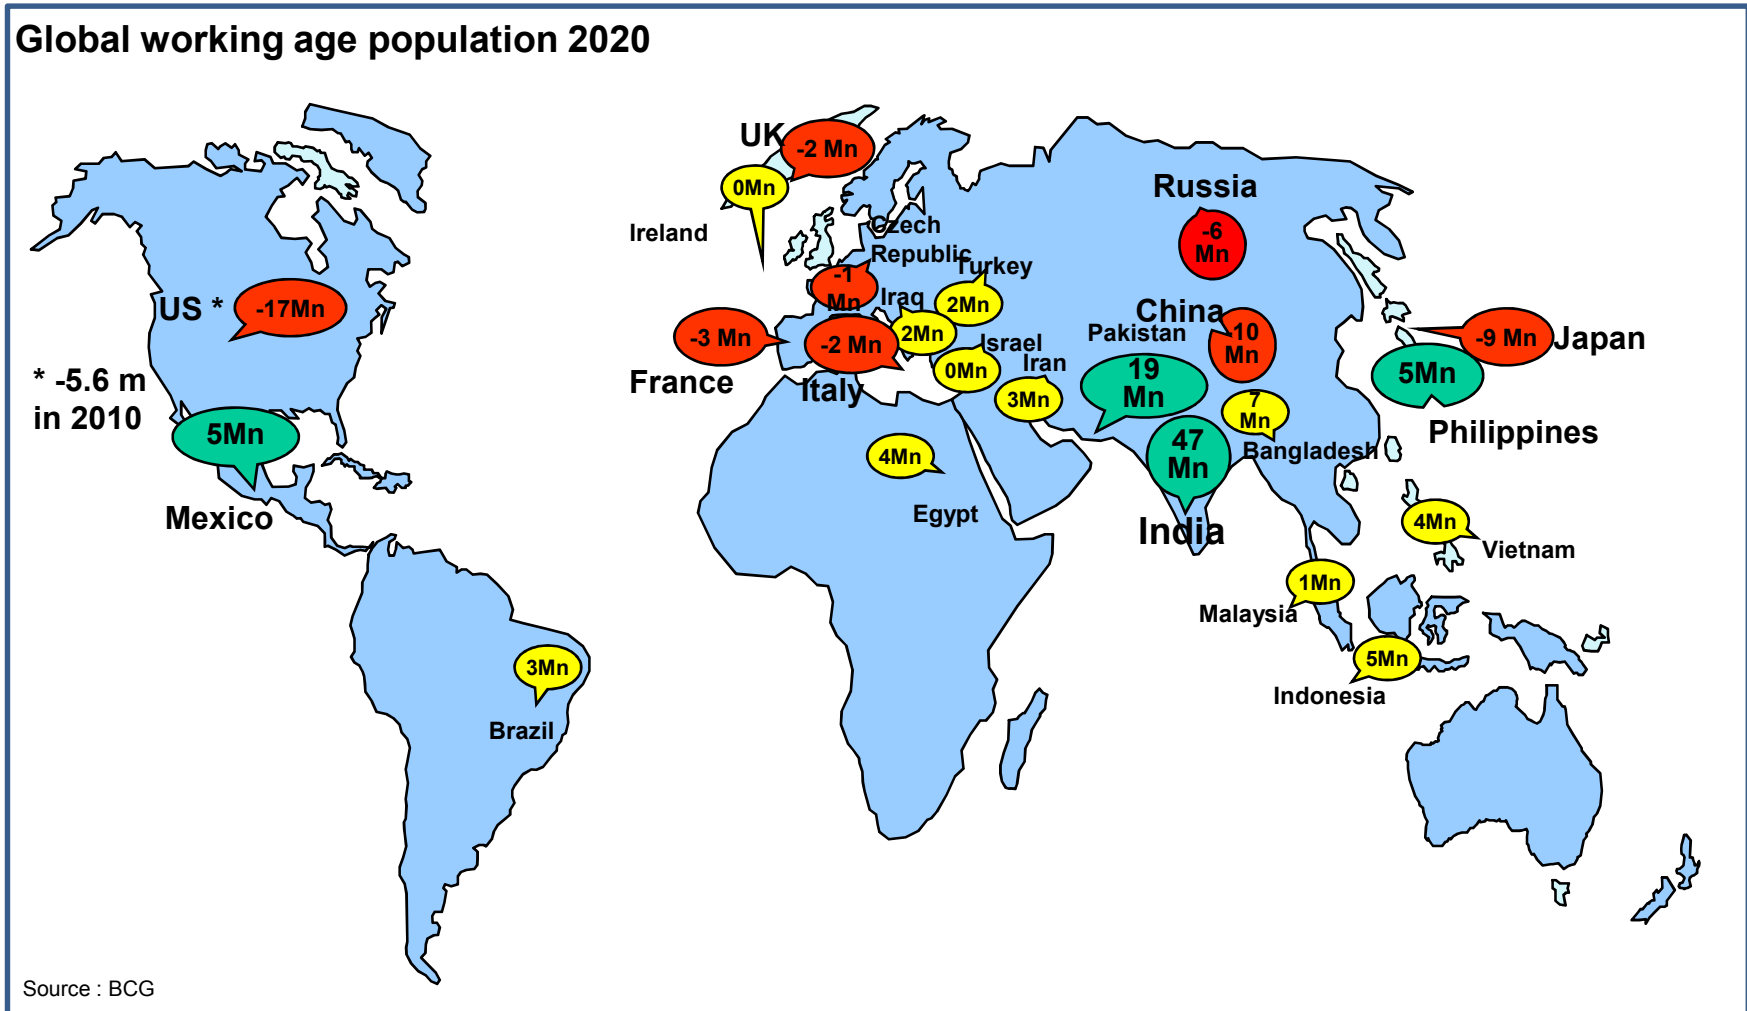 Global working age population 2020
UK
-2 Mn
0Mn
Ireland
Czech
Republic
-1
Mn
Russia
-6
Mn
Turkey
2Mn
Iraq
2Mn
US *
-17Mn
* -5.6 m
in 2010
-3 Mn
France
-2 Mn
Italy
Israel
0Mn
Iran
3Mn
China
-10
Mn
Pakistan
19
Mn
-9 Mn
Japan
5Mn
Philippines
7
Mn
Bangladesh
47
Mn
India
5Mn
Mexico
4Mn
Egypt
4Mn
Vietnam
1Mn
Malaysia
5Mn
Indonesia
3Mn
Brazil
Source : BCG